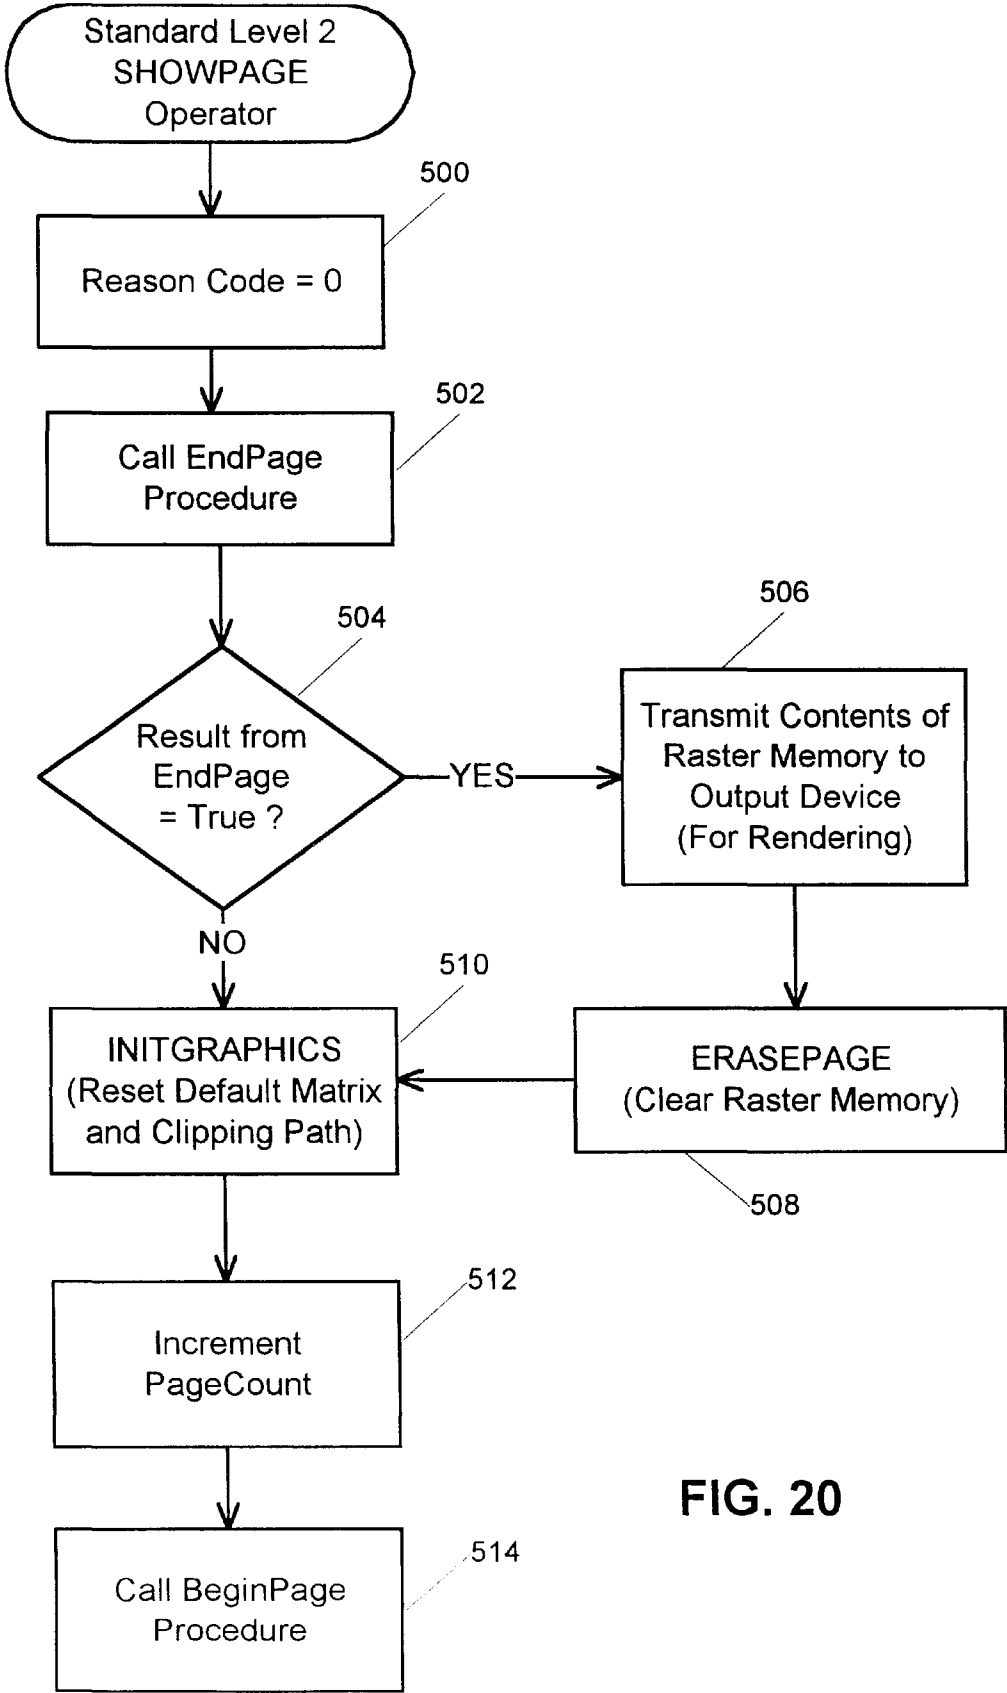 Standard Level 2
SHOWPAGE
Operator
500
Reason Code = 0
502
Call EndPage
Procedure
504
Result from
EndPage
= True ?
YES
506
Transmit Contents of
Raster Memory to
Output Device
(For Rendering)
NO
510
INITGRAPHICS
(Reset Default Matrix
and Clipping Path)
ERASEPAGE
(Clear Raster Memory)
508
512
Increment
PageCount
FIG. 20
514
Call BeginPage
Procedure